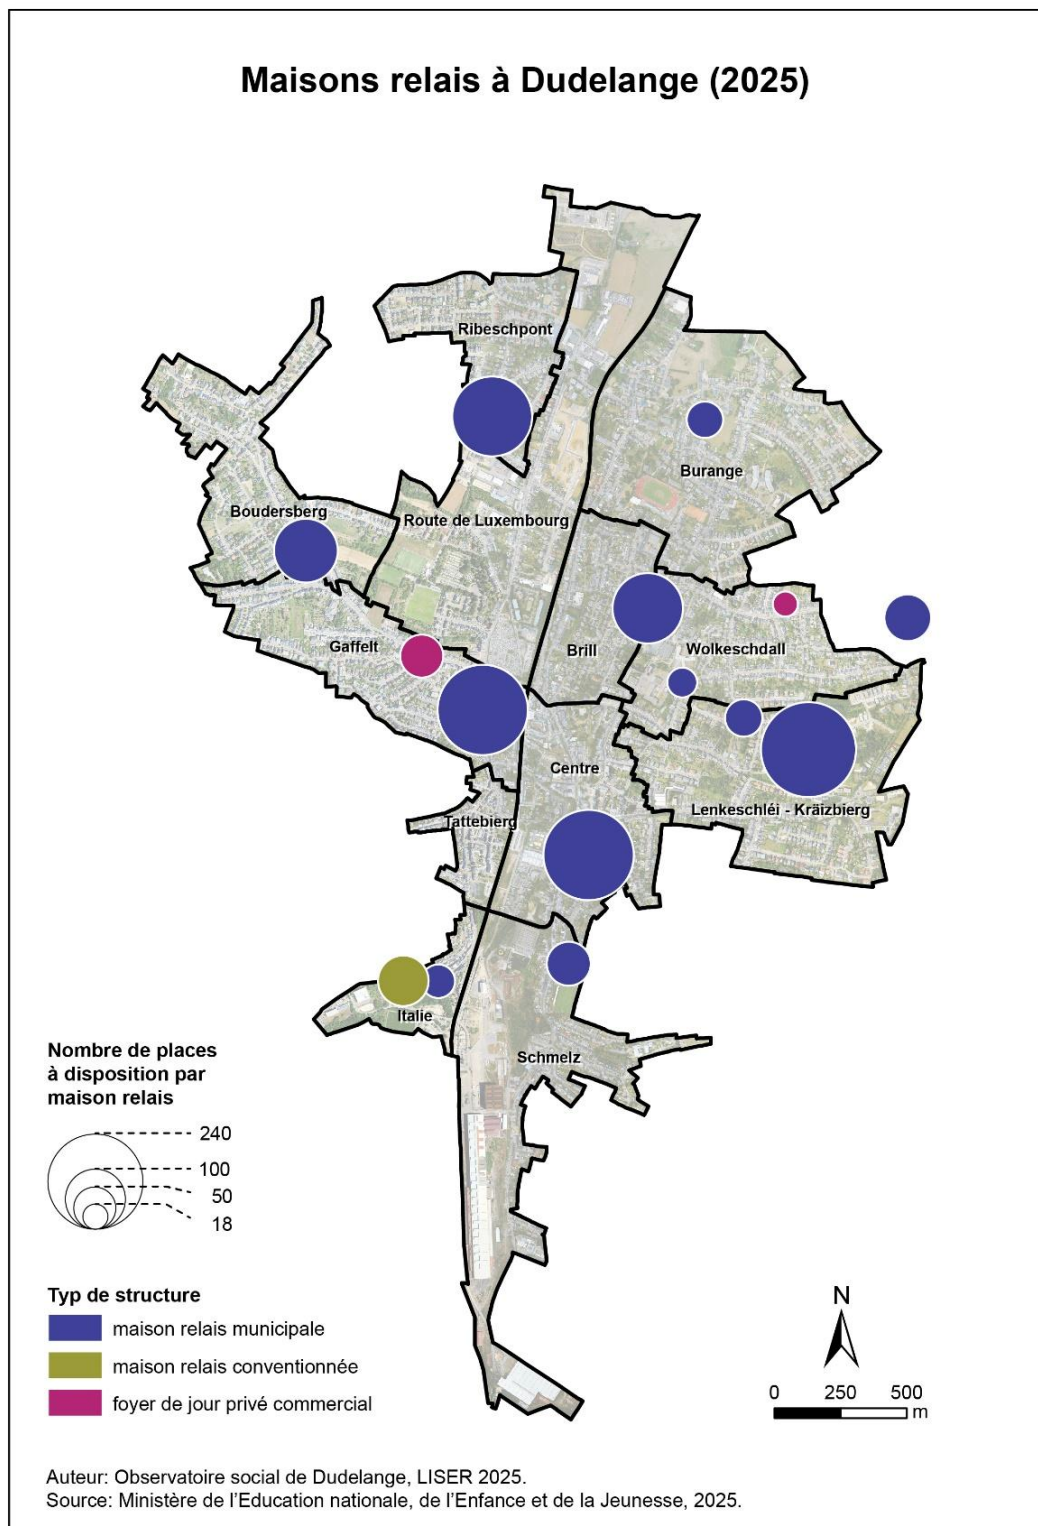 Maisons relais à Dudelange (2025)
Ribeschpont
Burange
Boudersberg
Route de Luxembourg
Gaffelt
Brill
Wolkeschdall
Centre
Lenkeschléi - Kräizbierg
Tattebierg
Italie
Schmelz
Nombre de places
à disposition par
maison relais
240
100
50
18
Typ de structure
maison relais municipale
maison relais conventionnée
foyer de jour privé commercial
N
0 250 500
m
Auteur: Observatoire social de Dudelange, LISER 2025.
Source: Ministère de l'Education nationale, de l'Enfance et de la Jeunesse, 2025.